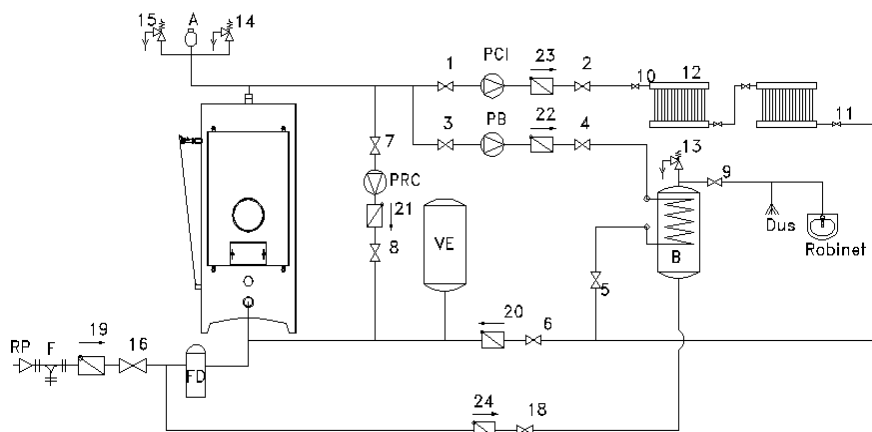 15 A 14
1 PCI 23 2 10 12 11
3 PB 22 4 13
7 9
PRC
21 Dus Robinet
8 VE B
5
20 6
19
RP F 16
FD
24 18